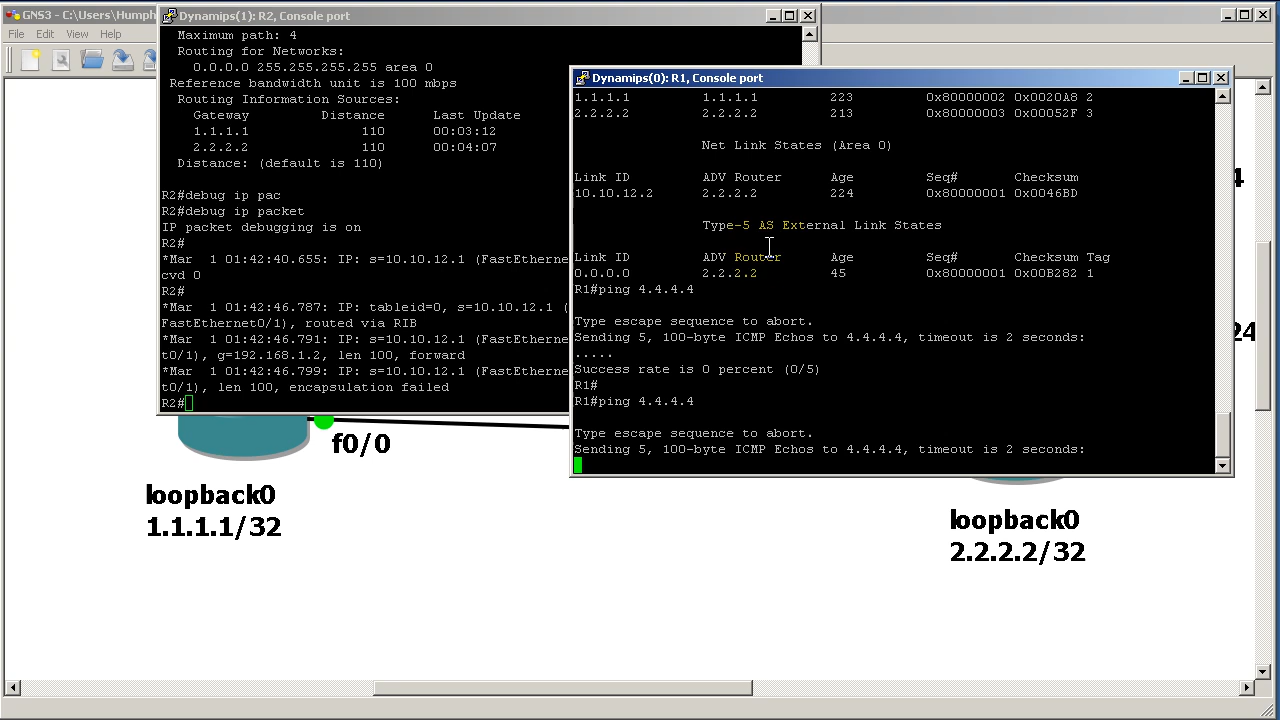 GNS3 - C:\Users\Humph
File Edit View Help
Dynamips(1): R2, Console port
Maximum path: 4
Routing for Networks:
0.0.0.0 255.255.255.255 area 0
Reference bandwidth unit is 100 mbps
Routing Information Sources:
Gateway Distance Last Update
1.1.1.1 110 00:03:12
2.2.2.2 110 00:04:07
Distance: (default is 110)
R2#debug ip pac
R2#debug ip packet
IP packet debugging is on
R2#
*Mar 1 01:42:40.655: IP: s=10.10.12.1 (FastEtherne
cvd 0
R2#
*Mar 1 01:42:46.787: IP: tableid=0, s=10.10.12.1 (
FastEthernet0/1), routed via RIB
*Mar 1 01:42:46.791: IP: s=10.10.12.1 (FastEtherne
t0/1), g=192.168.1.2, len 100, forward
*Mar 1 01:42:46.799: IP: s=10.10.12.1 (FastEtherne
t0/1), len 100, encapsulation failed
R2#
Dynamips(0): R1, Console port
1.1.1.1 1.1.1.1 223 0x80000002 0x0020A8 2
2.2.2.2 2.2.2.2 213 0x80000003 0x00052F 3
Net Link States (Area 0)
Link ID ADV Router Age Seq# Checksum
10.10.12.2 2.2.2.2 224 0x80000001 0x0046BD
Type-5 AS External Link States
Link ID ADV Router Age Seq# Checksum Tag
0.0.0.0 2.2.2.2 45 0x80000001 0x00B282 1
R1#ping 4.4.4.4
Type escape sequence to abort.
Sending 5, 100-byte ICMP Echos to 4.4.4.4, timeout is 2 seconds:
.....
Success rate is 0 percent (0/5)
R1#
R1#ping 4.4.4.4
Type escape sequence to abort.
Sending 5, 100-byte ICMP Echos to 4.4.4.4, timeout is 2 seconds:
4
24
f0/0
loopback0
1.1.1.1/32
loopback0
2.2.2.2/32